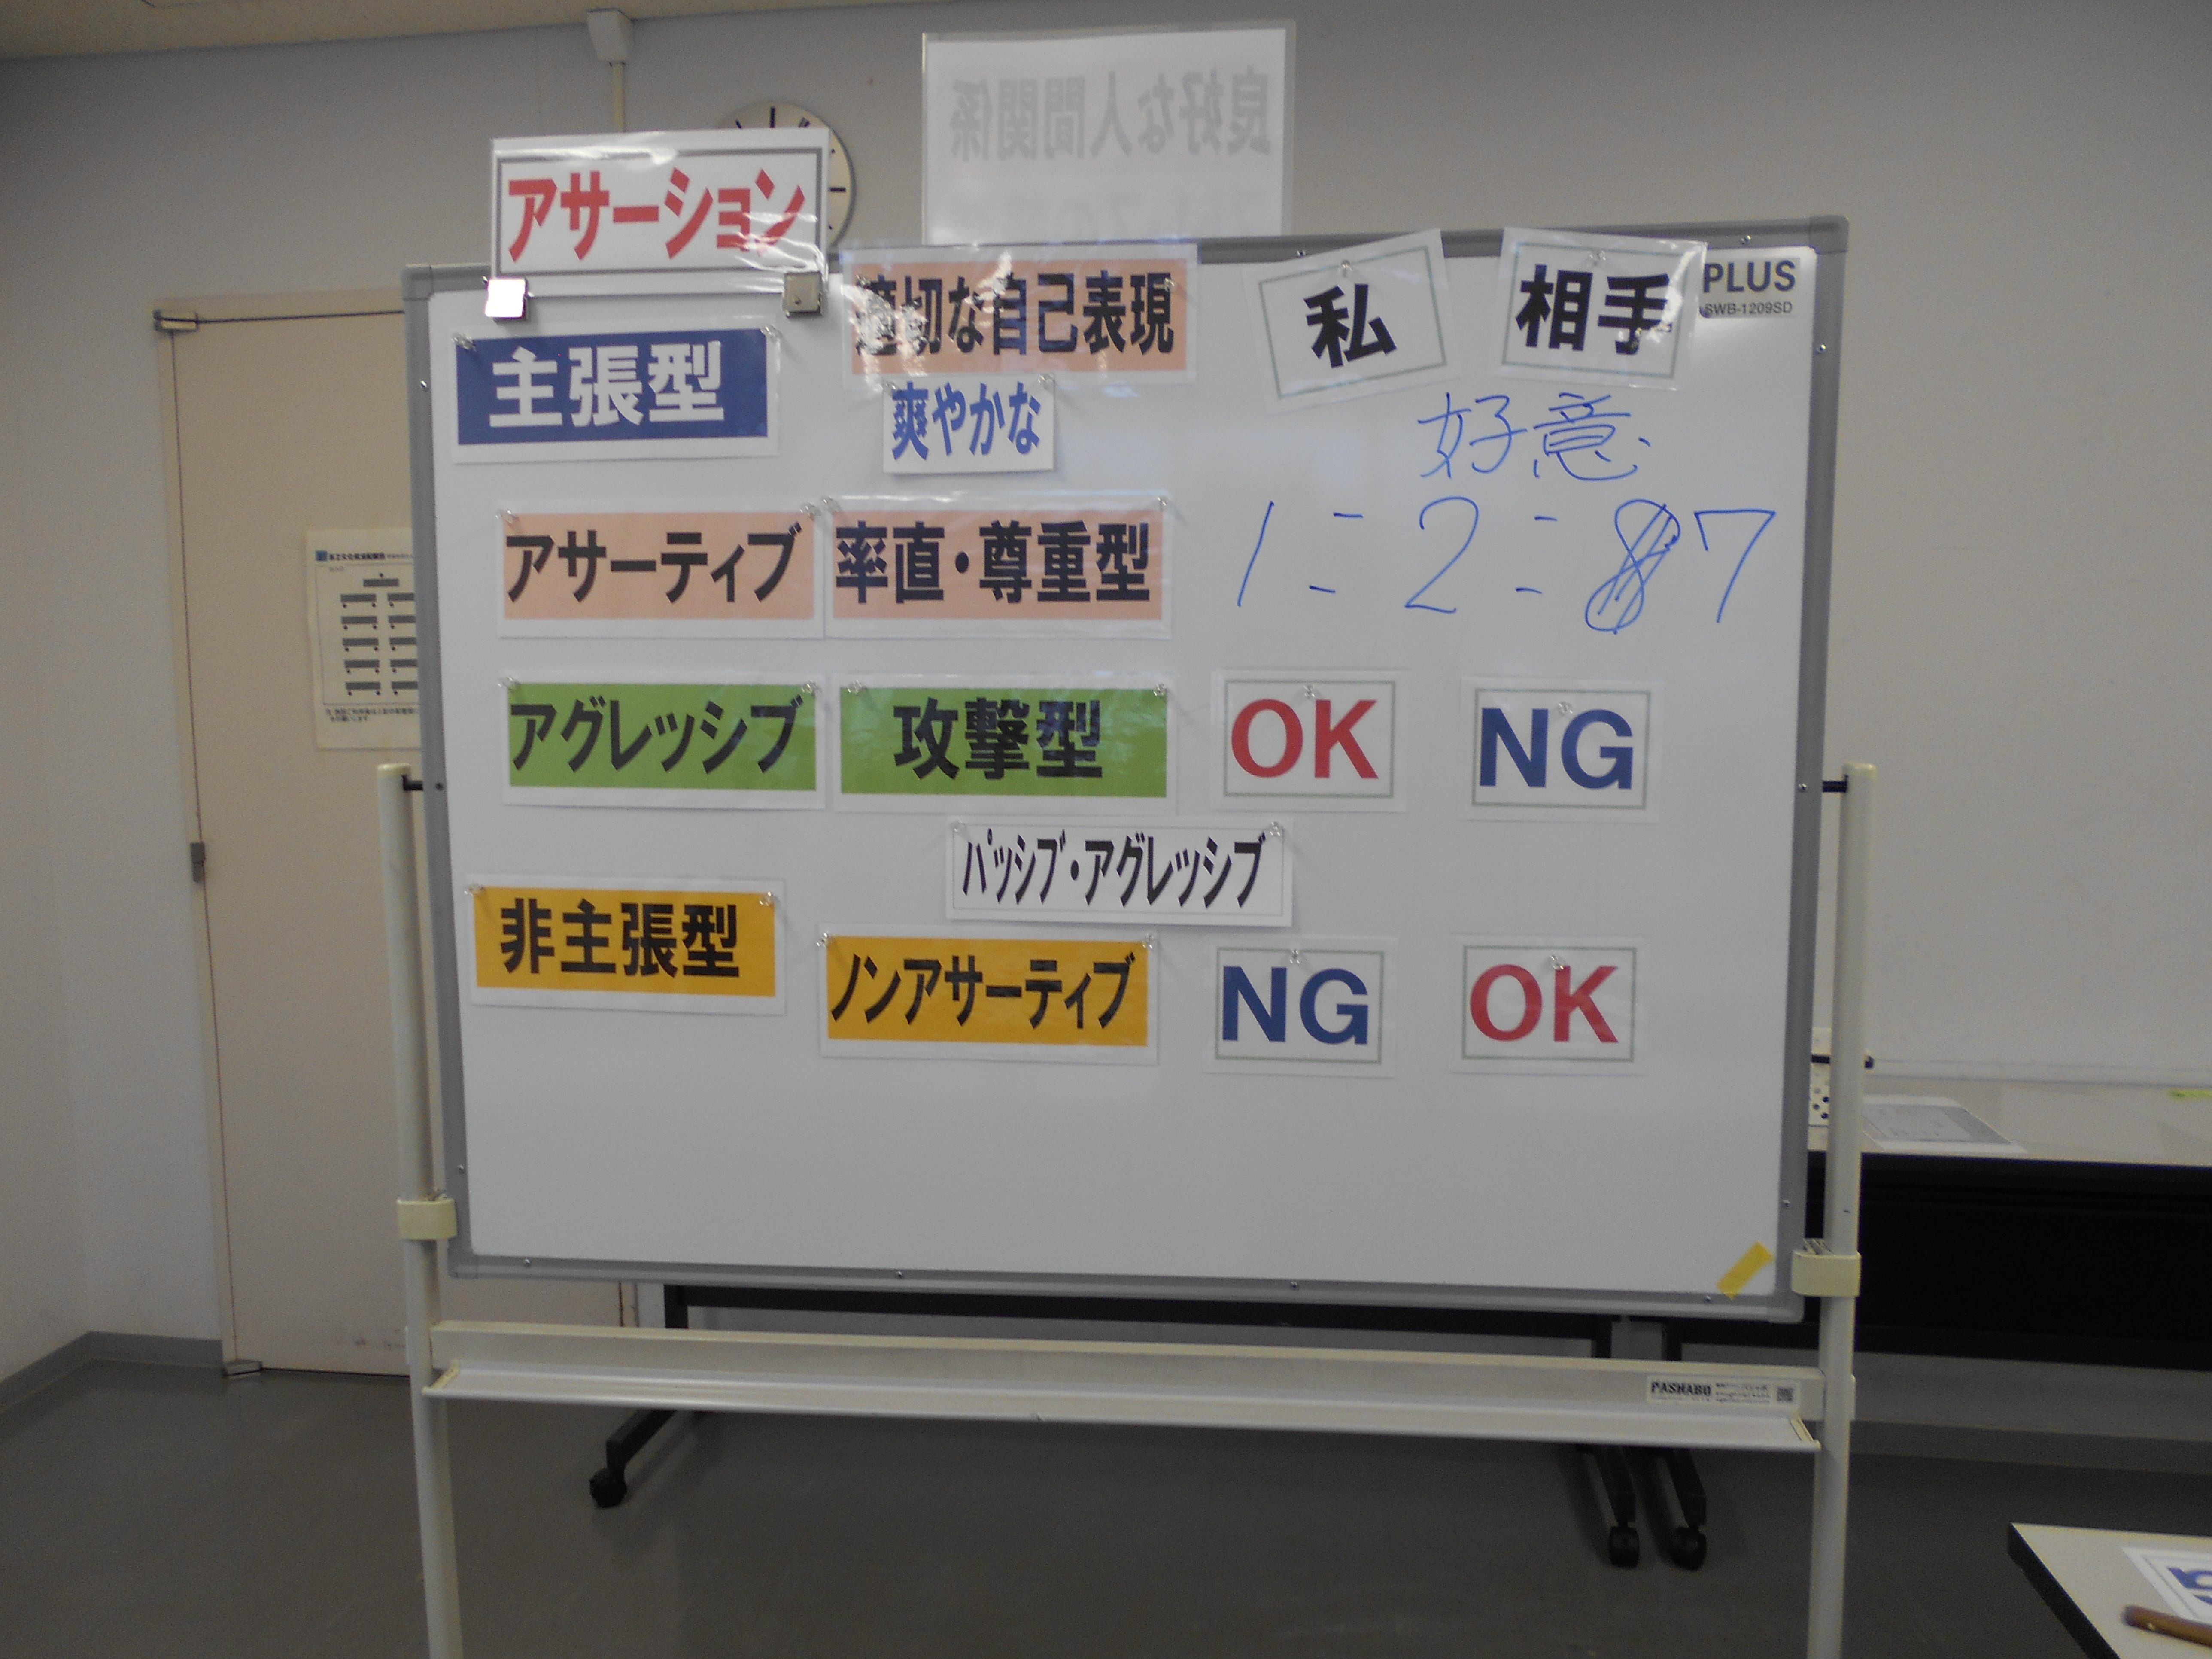 良好な人間関係
アサーション
適切な自己表現
私
相手
PLUS
SWB-1209SD
主張型
爽やかな
好意
アサーティブ
率直・尊重型
1:2:87
アグレッシブ
攻撃型
OK
NG
パッシブ・アグレッシブ
非主張型
ノンアサーティブ
NG
OK
PASHABO